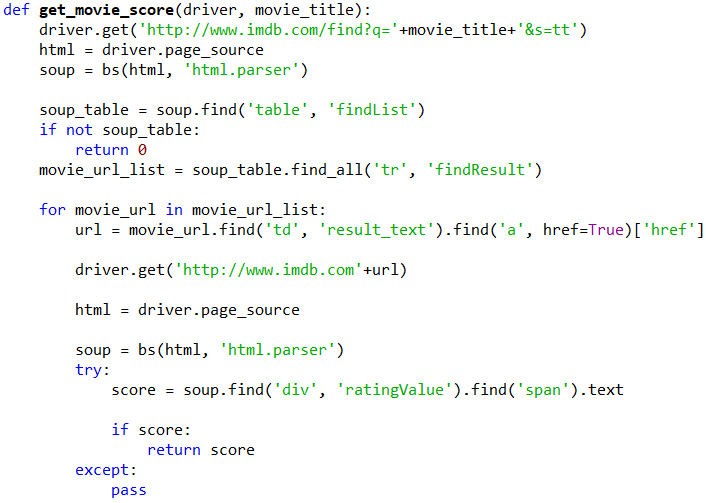 def get_movie_score(driver, movie_title):
    driver.get('http://www.imdb.com/find?q='+movie_title+'&s=tt')
    html = driver.page_source
    soup = bs(html, 'html.parser')

    soup_table = soup.find('table', 'findList')
    if not soup_table:
        return 0
    movie_url_list = soup_table.find_all('tr', 'findResult')

    for movie_url in movie_url_list:
        url = movie_url.find('td', 'result_text').find('a', href=True)['href']

        driver.get('http://www.imdb.com'+url)

        html = driver.page_source

        soup = bs(html, 'html.parser')
        try:
            score = soup.find('div', 'ratingValue').find('span').text

            if score:
                return score
        except:
            pass